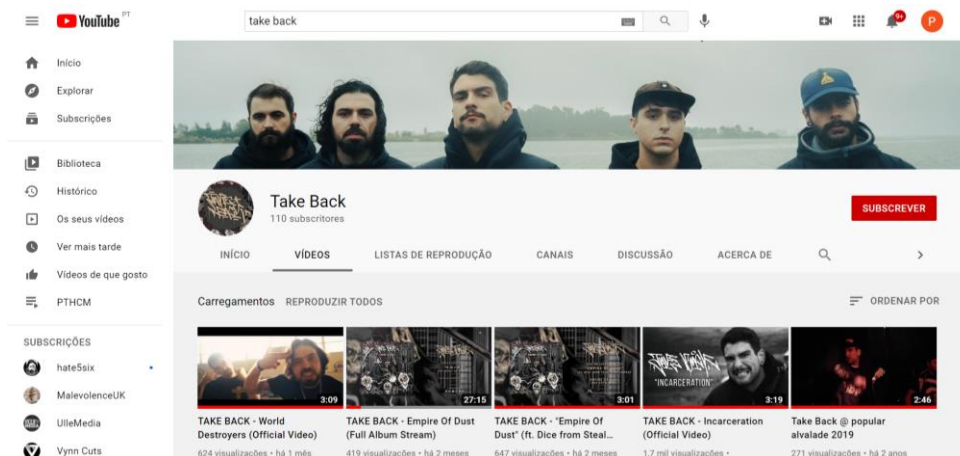 YouTube PT
take back
9+
P
Início
Explorar
Subscrições
Biblioteca
Histórico
Os seus vídeos
Ver mais tarde
Vídeos de que gosto
PTHCM
SUBSCRIÇÕES
hate5six
MalevolenceUK
UlleMedia
Vynn Cuts
Take Back
110 subscritores
SUBSCREVER
INÍCIO VÍDEOS LISTAS DE REPRODUÇÃO CANAIS DISCUSSÃO ACERCA DE
Carregamentos REPRODUZIR TODOS ORDENAR POR
3:09 27:15 3:01 "INCARCERATION" 3:19 2:46
TAKE BACK - World TAKE BACK - Empire Of Dust TAKE BACK - "Empire Of TAKE BACK - Incarceration Take Back @ popular
Destroyers (Official Video) (Full Album Stream) Dust" (ft. Dice from Steal... (Official Video) alvalade 2019
624 visualizações • há 1 mês 419 visualizações • há 2 meses 647 visualizações • há 2 meses 1,7 mil visualizações • 271 visualizações • há 2 anos